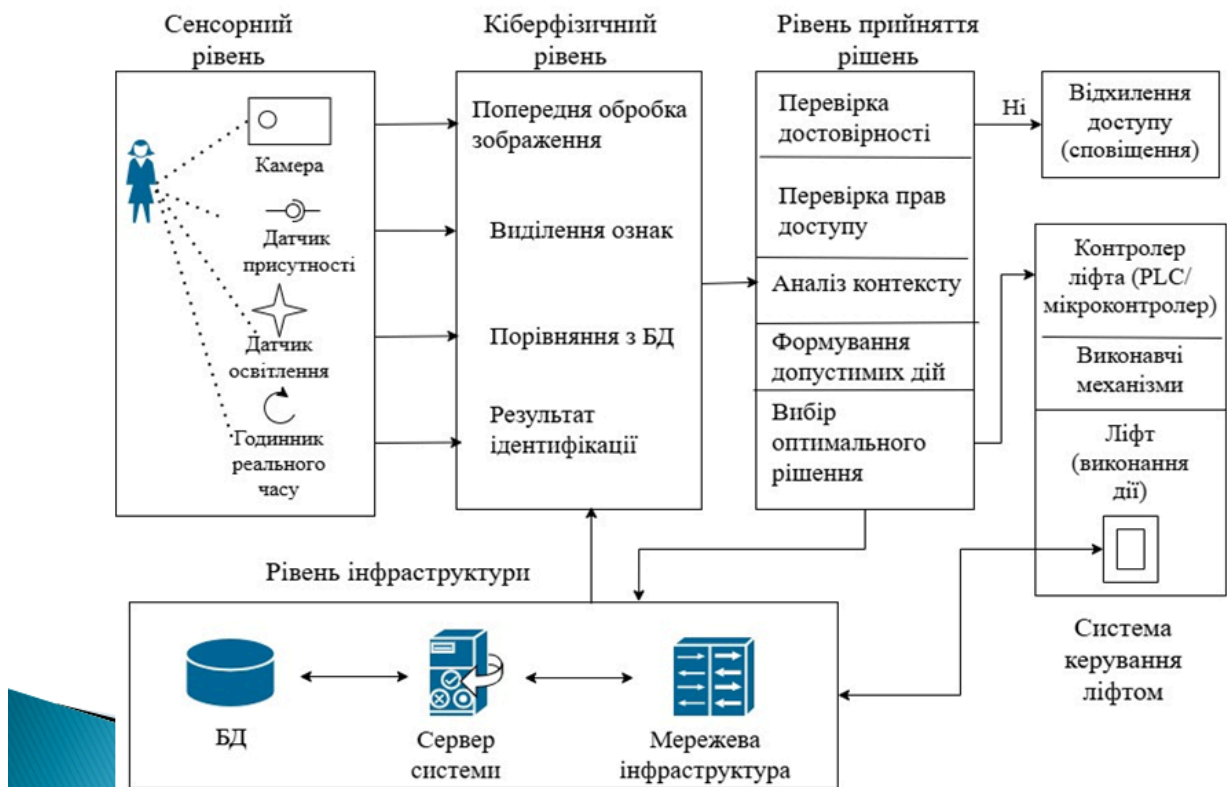 Сенсорний
рівень
Камера
Датчик
присутності
Датчик
освітлення
Годинник
реального
часу
Кіберфізичний
рівень
Попередня обробка
зображення
Виділення ознак
Порівняння з БД
Результат
ідентифікації
Рівень прийняття
рішень
Перевірка
достовірності
Перевірка прав
доступу
Аналіз контексту
Формування
допустимих дій
Вибір
оптимального
рішення
Ні
Відхилення
доступу
(сповіщення)
Контролер
ліфта (PLC/
мікроконтролер)
Виконавчі
механізми
Ліфт
(виконання
дії)
Система
керування
ліфтом
Рівень інфраструктури
БД
Сервер
системи
Мережева
інфраструктура